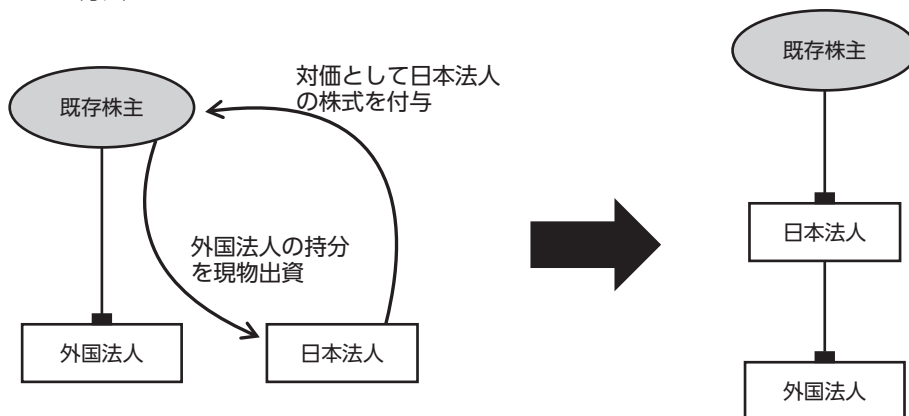 既存株主
対価として日本法人
の株式を付与
外国法人の持分
を現物出資
外国法人
日本法人
既存株主
日本法人
外国法人